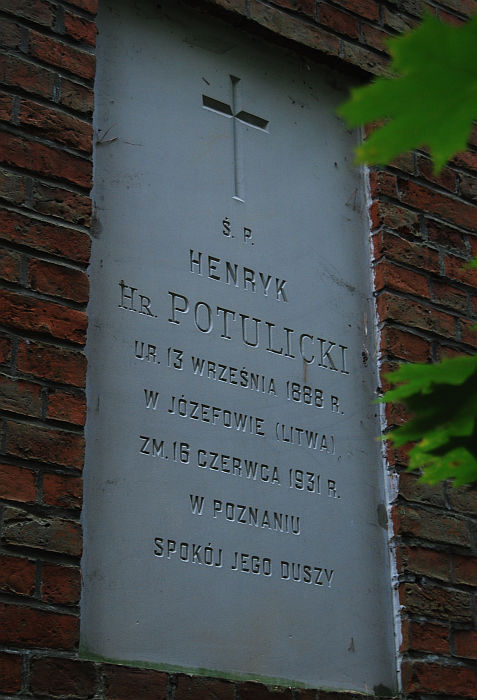 Ś. P.
HENRYK
HR. POTULICKI
UR. 13 WRZEŚNIA 1888 R.
W JÓZEFOWIE (LITWA)
ZM. 16 CZERWCA 1931 R.
W POZNANIU
SPOKÓJ JEGO DUSZY